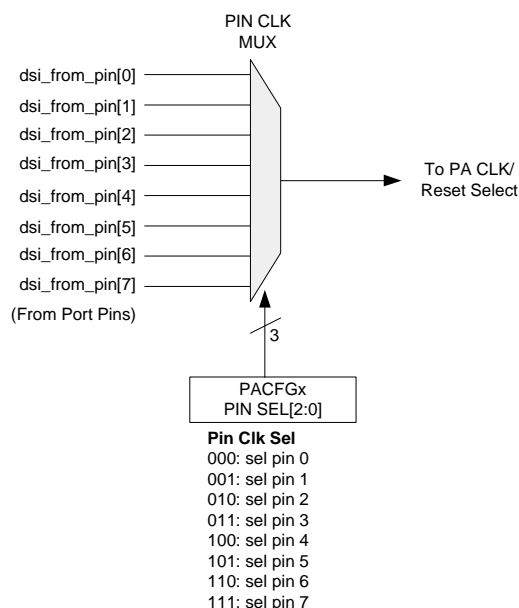 PIN CLK
MUX
dsi_from_pin[0]
dsi_from_pin[1]
dsi_from_pin[2]
dsi_from_pin[3]
dsi_from_pin[4]
dsi_from_pin[5]
dsi_from_pin[6]
dsi_from_pin[7]
(From Port Pins)
To PA CLK/
Reset Select
3
PACFGx
PIN SEL[2:0]
Pin Clk Sel
000: sel pin 0
001: sel pin 1
010: sel pin 2
011: sel pin 3
100: sel pin 4
101: sel pin 5
110: sel pin 6
111: sel pin 7